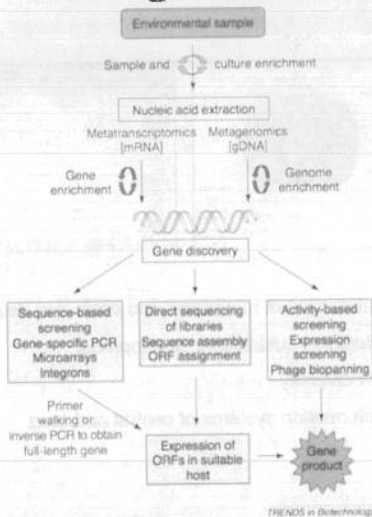 Environmental sample
Sample and culture enrichment
Nucleic acid extraction
Metatranscriptomics Metagenomics
[mRNA] [gDNA]
Gene enrichment
Genome enrichment
Gene discovery
Sequence-based
screening
Gene-specific PCR
Microarrays
Integrons
Direct sequencing
of libraries
Sequence assembly
ORF assignment
Activity-based
screening
Expression
screening
Phage biopanning
Primer
walking or
inverse PCR to obtain
full-length gene
Expression of
ORFs in suitable
host
Gene
product
TRENDS in Biotechnology